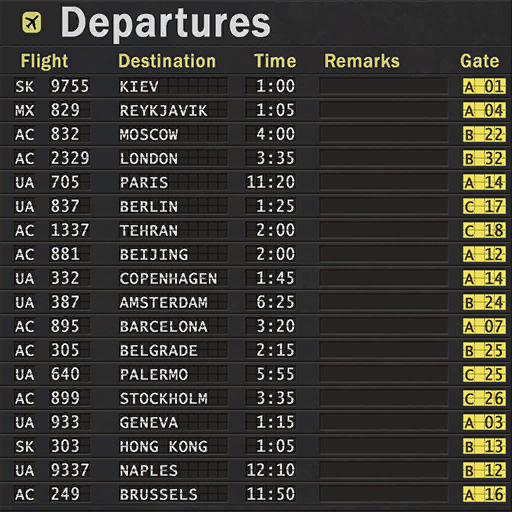 Departures
Flight Destination Time Remarks Gate
SK 9755 KIEV 1:00 A 01
MX 829 REYKJAVIK 1:05 A 04
AC 832 MOSCOW 4:00 B 22
AC 2329 LONDON 3:35 B 32
UA 705 PARIS 11:20 A 14
UA 837 BERLIN 1:25 C 17
AC 1337 TEHRAN 2:00 C 18
AC 881 BEIJING 2:00 A 12
UA 332 COPENHAGEN 1:45 A 14
UA 387 AMSTERDAM 6:25 B 24
AC 895 BARCELONA 3:20 A 07
AC 305 BELGRADE 2:15 B 25
UA 640 PALERMO 5:55 C 25
AC 899 STOCKHOLM 3:35 C 26
UA 933 GENEVA 1:15 A 03
SK 303 HONG KONG 1:05 B 13
UA 9337 NAPLES 12:10 B 12
AC 249 BRUSSELS 11:50 A 16